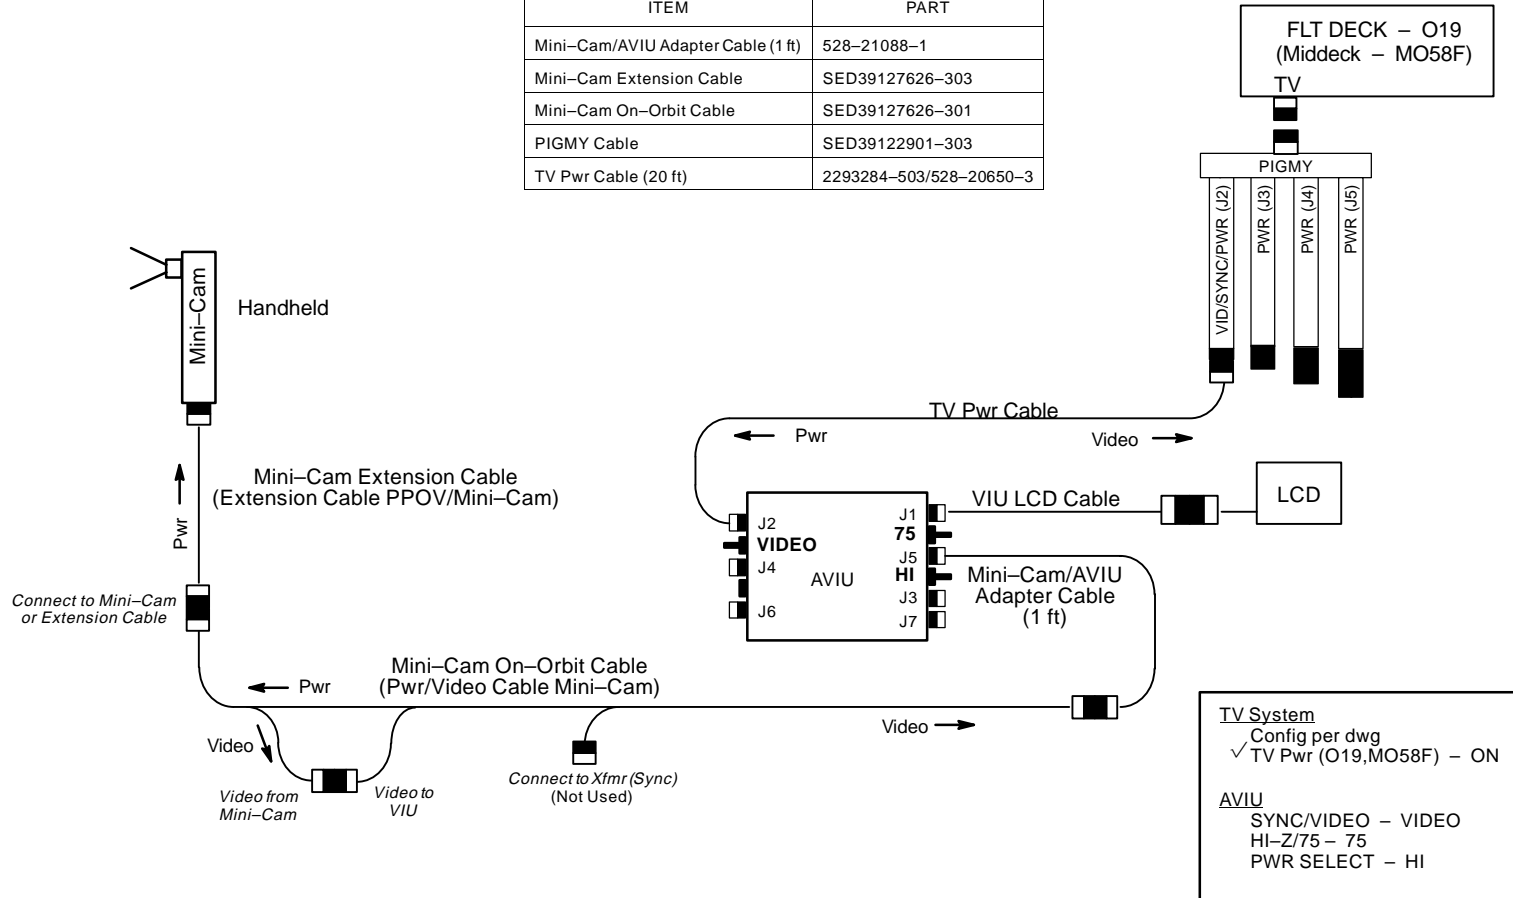 ITEM PART
Mini–Cam/AVIU Adapter Cable (1 ft) 528–21088–1
Mini–Cam Extension Cable SED39127626–303
Mini–Cam On–Orbit Cable SED39127626–301
PIGMY Cable SED39122901–303
TV Pwr Cable (20 ft) 2293284–503/528–20650–3
FLT DECK – O19
(Middeck – MO58F)
TV
PIGMY
VID/SYNC/PWR (J2)
PWR (J3)
PWR (J4)
PWR (J5)
Mini–Cam
Handheld
TV Pwr Cable
Pwr
Video
Mini–Cam Extension Cable
(Extension Cable PPOV/Mini–Cam)
Pwr
VIU LCD Cable
LCD
J2
VIDEO
J4
J6
AVIU
J1
75
J5
HI
J3
J7
Mini–Cam/AVIU
Adapter Cable
(1 ft)
Connect to Mini–Cam
or Extension Cable
Mini–Cam On–Orbit Cable
(Pwr/Video Cable Mini–Cam)
Pwr
Video
Video
Video from
Mini–Cam
Video to
VIU
Connect to Xfmr (Sync)
(Not Used)
TV System
Config per dwg
√ TV Pwr (O19,MO58F) – ON
AVIU
SYNC/VIDEO – VIDEO
HI–Z/75 – 75
PWR SELECT – HI